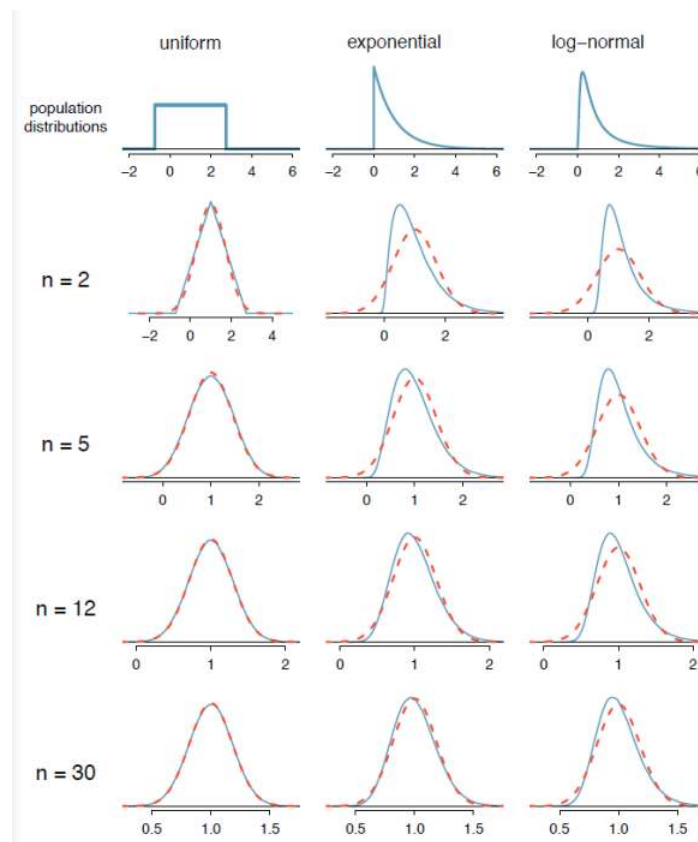 uniform exponential log−normal
population
distributions
−2 0 2 4 6 −2 0 2 4 6 −2 0 2 4 6
n = 2
−2 0 2 4 0 2 0 2
n = 5
0 1 2 0 1 2 0 1 2
n = 12
0 1 2 0 1 2 0 1 2
n = 30
0.5 1.0 1.5 0.5 1.0 1.5 0.5 1.0 1.5